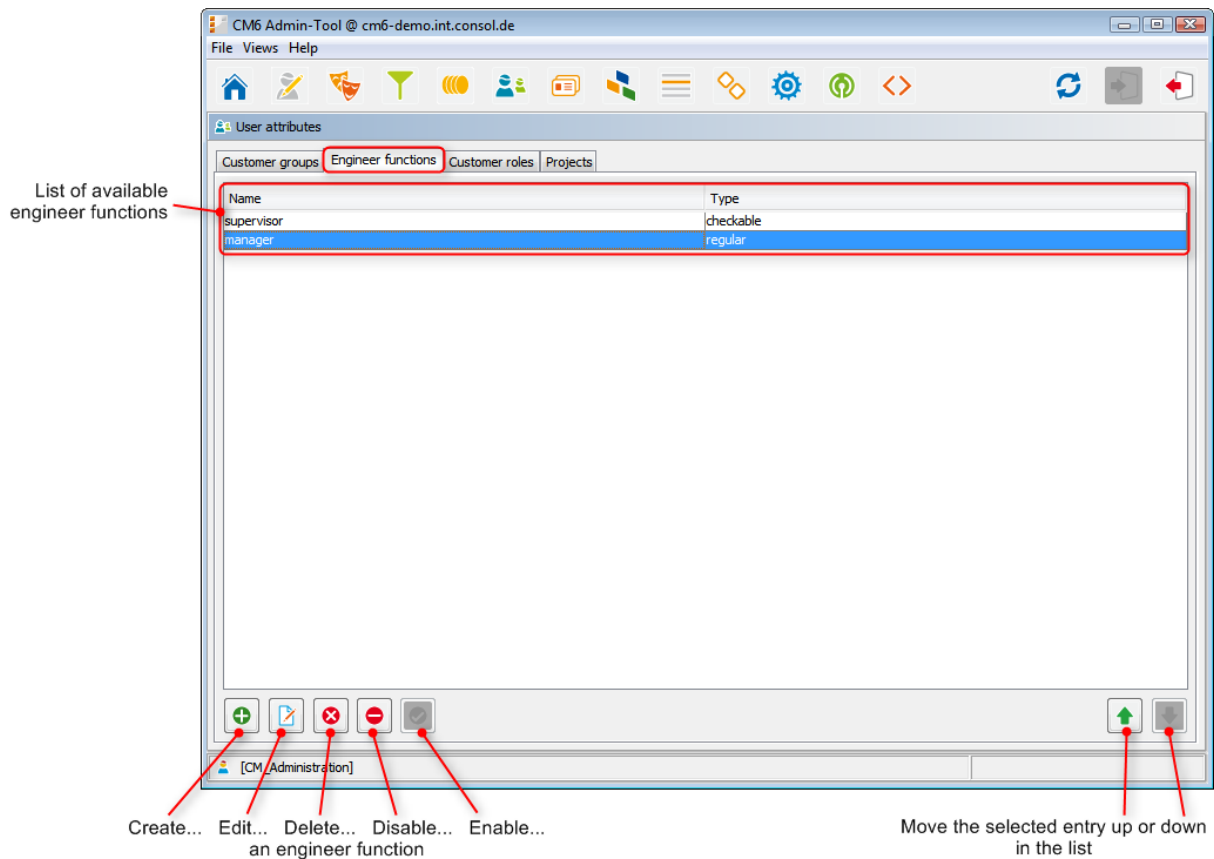 CM6 Admin-Tool @ cm6-demo.int.consol.de
File Views Help
User attributes
Customer groups Engineer functions Customer roles Projects
List of available
engineer functions
Name Type
supervisor checkable
manager regular
[CM_Administration]
Create... Edit... Delete... Disable... Enable...
an engineer function
Move the selected entry up or down
in the list